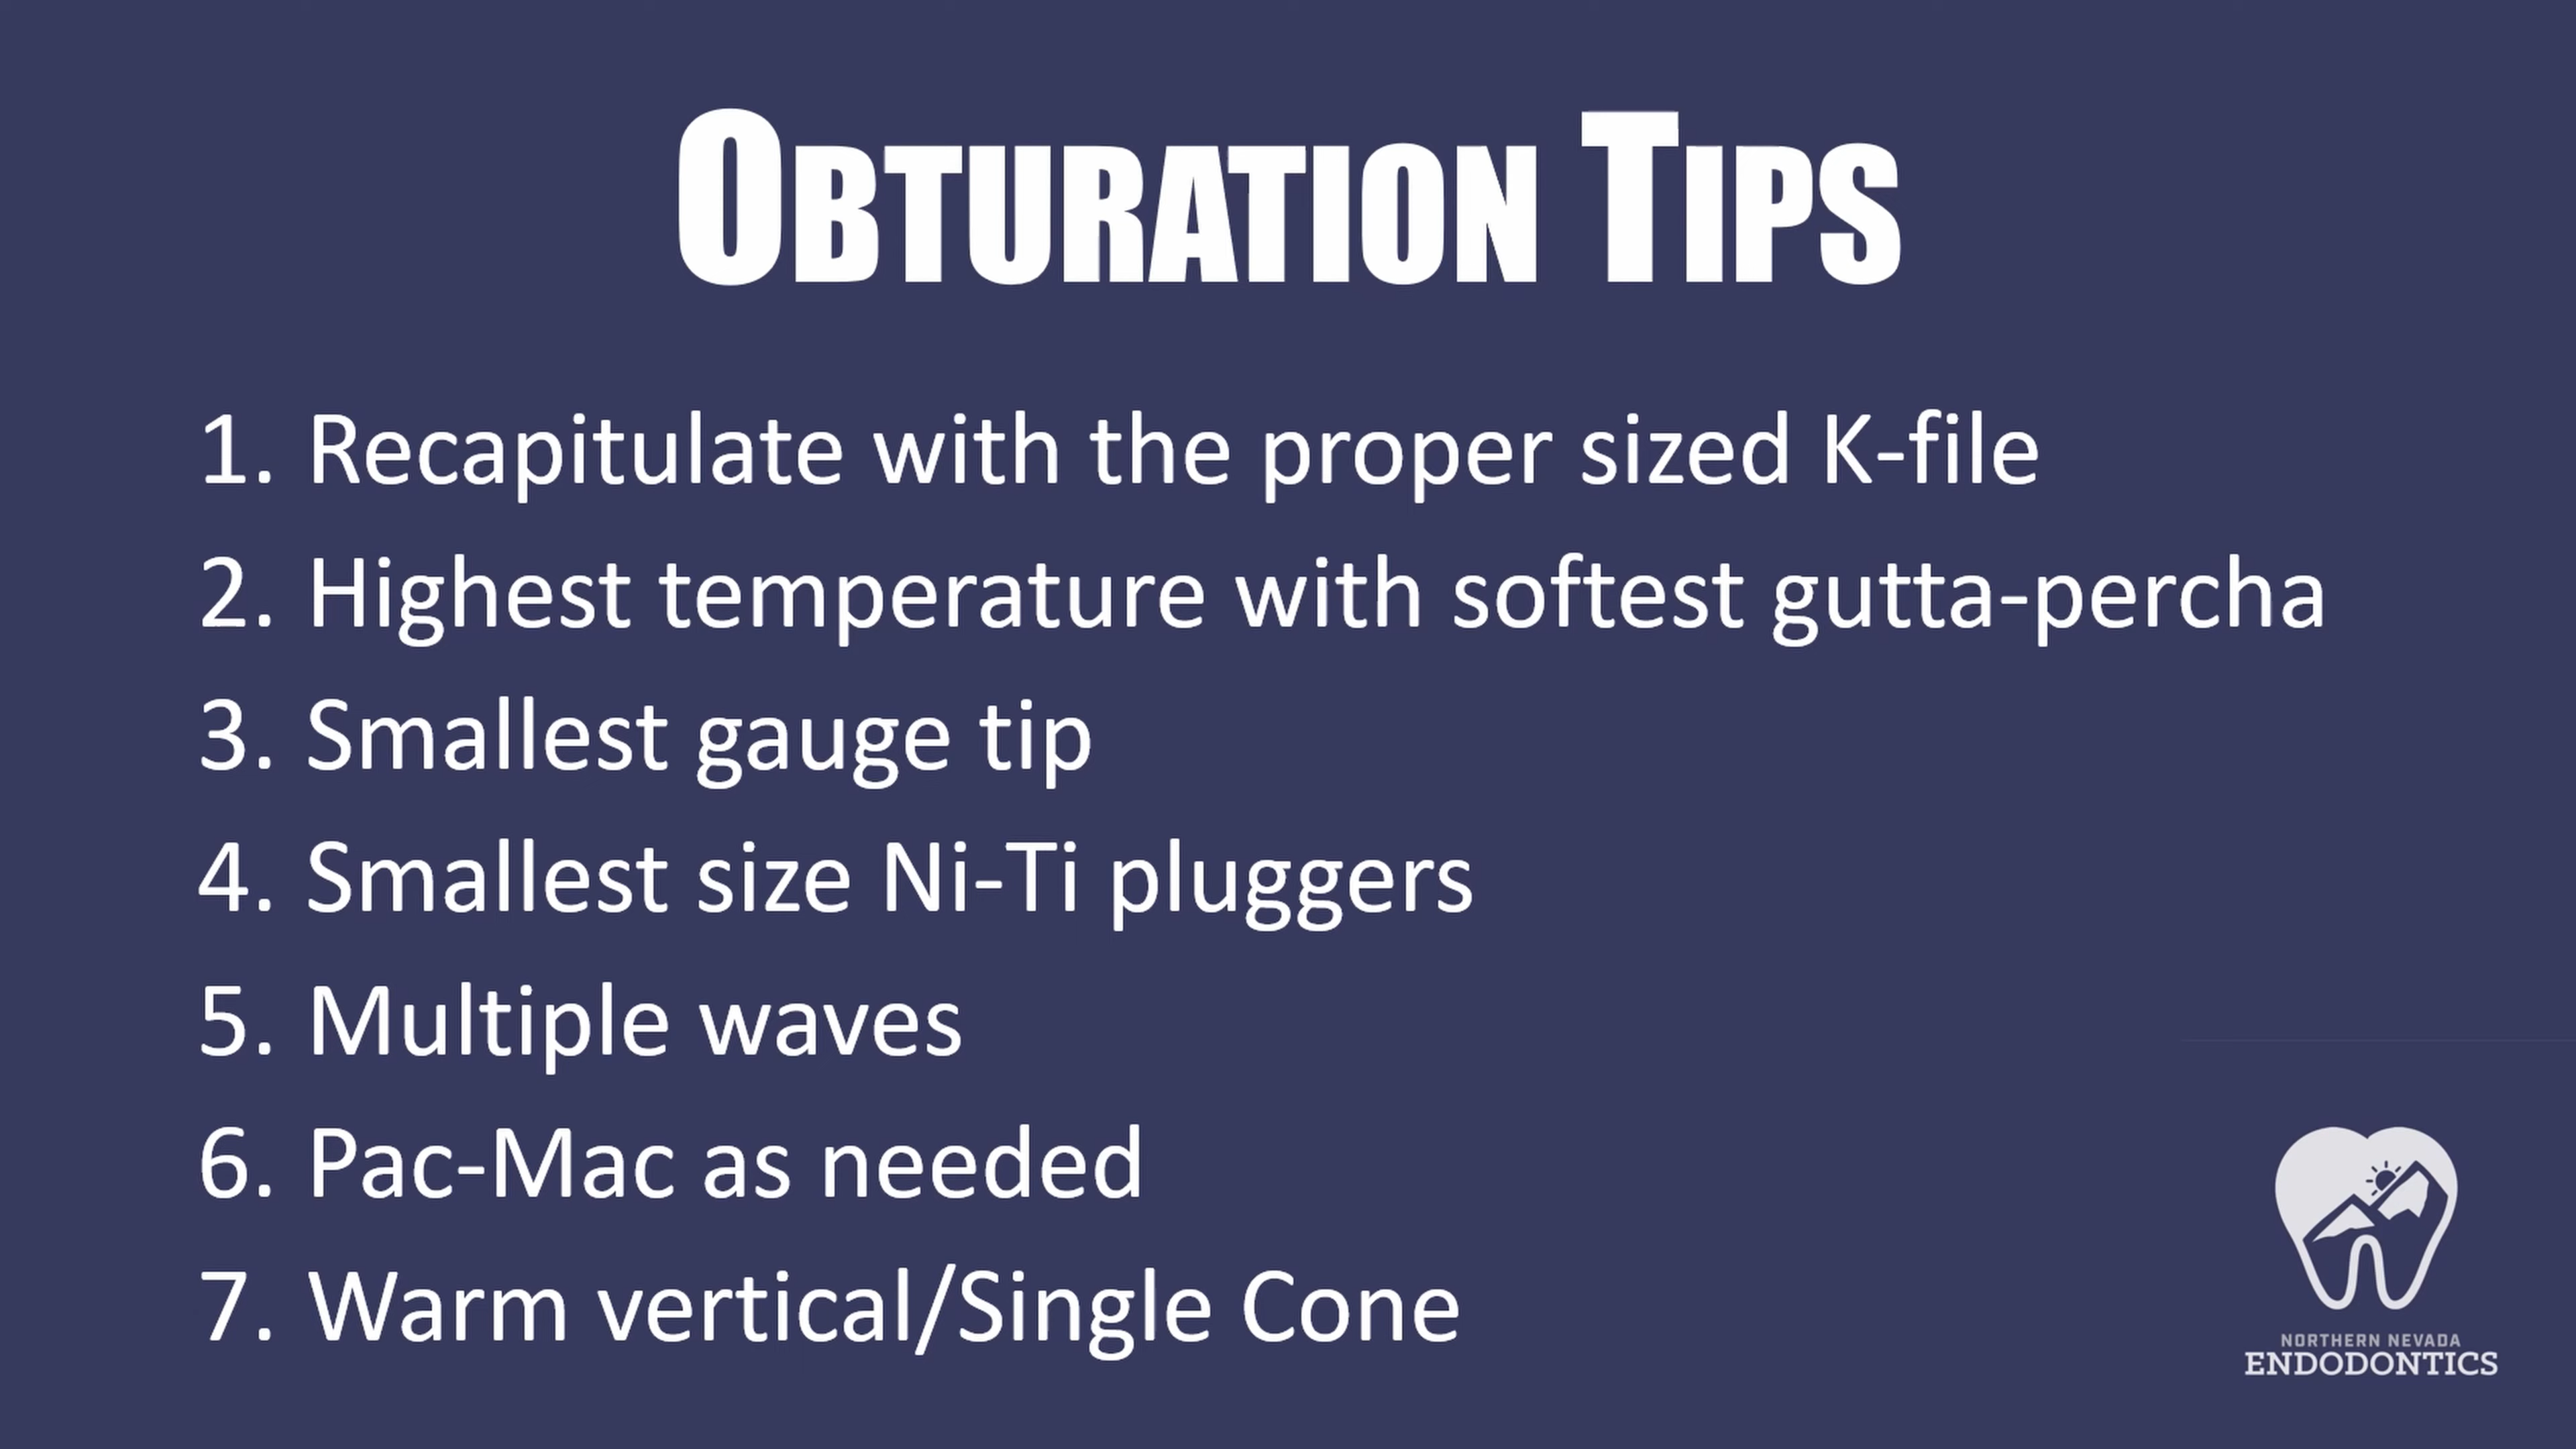 OBTURATION TIPS
1. Recapitulate with the proper sized K-file
2. Highest temperature with softest gutta-percha
3. Smallest gauge tip
4. Smallest size Ni-Ti pluggers
5. Multiple waves
6. Pac-Mac as needed
7. Warm vertical/Single Cone
NORTHERN NEVADA
ENDODONTICS